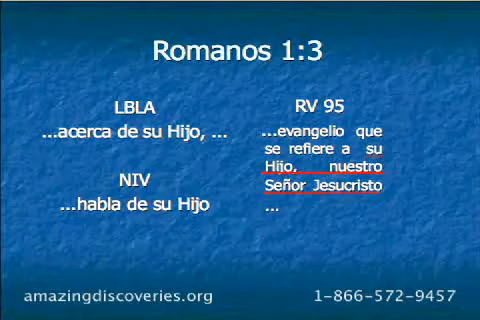 Romanos 1:3
LBLA
...acerca de su Hijo, ...
NIV
...habla de su Hijo
RV 95
...evangelio que
se refiere a su
Hijo, nuestro
Señor Jesucristo
...
amazingdiscoveries.org
1-866-572-9457